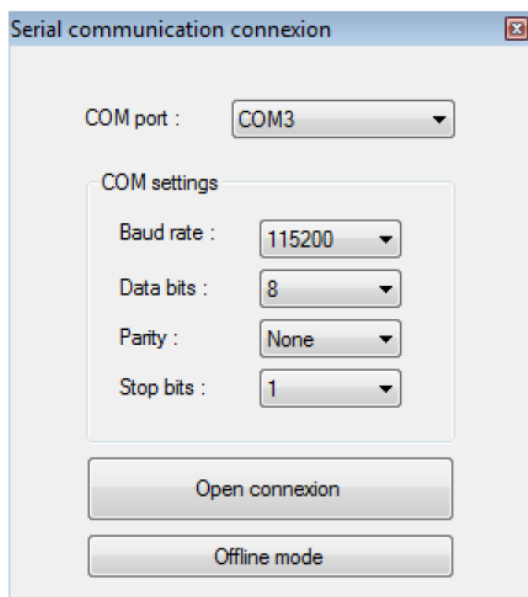 Serial communication connexion
COM port : COM3
COM settings
Baud rate : 115200
Data bits : 8
Parity : None
Stop bits : 1
Open connexion
Offline mode